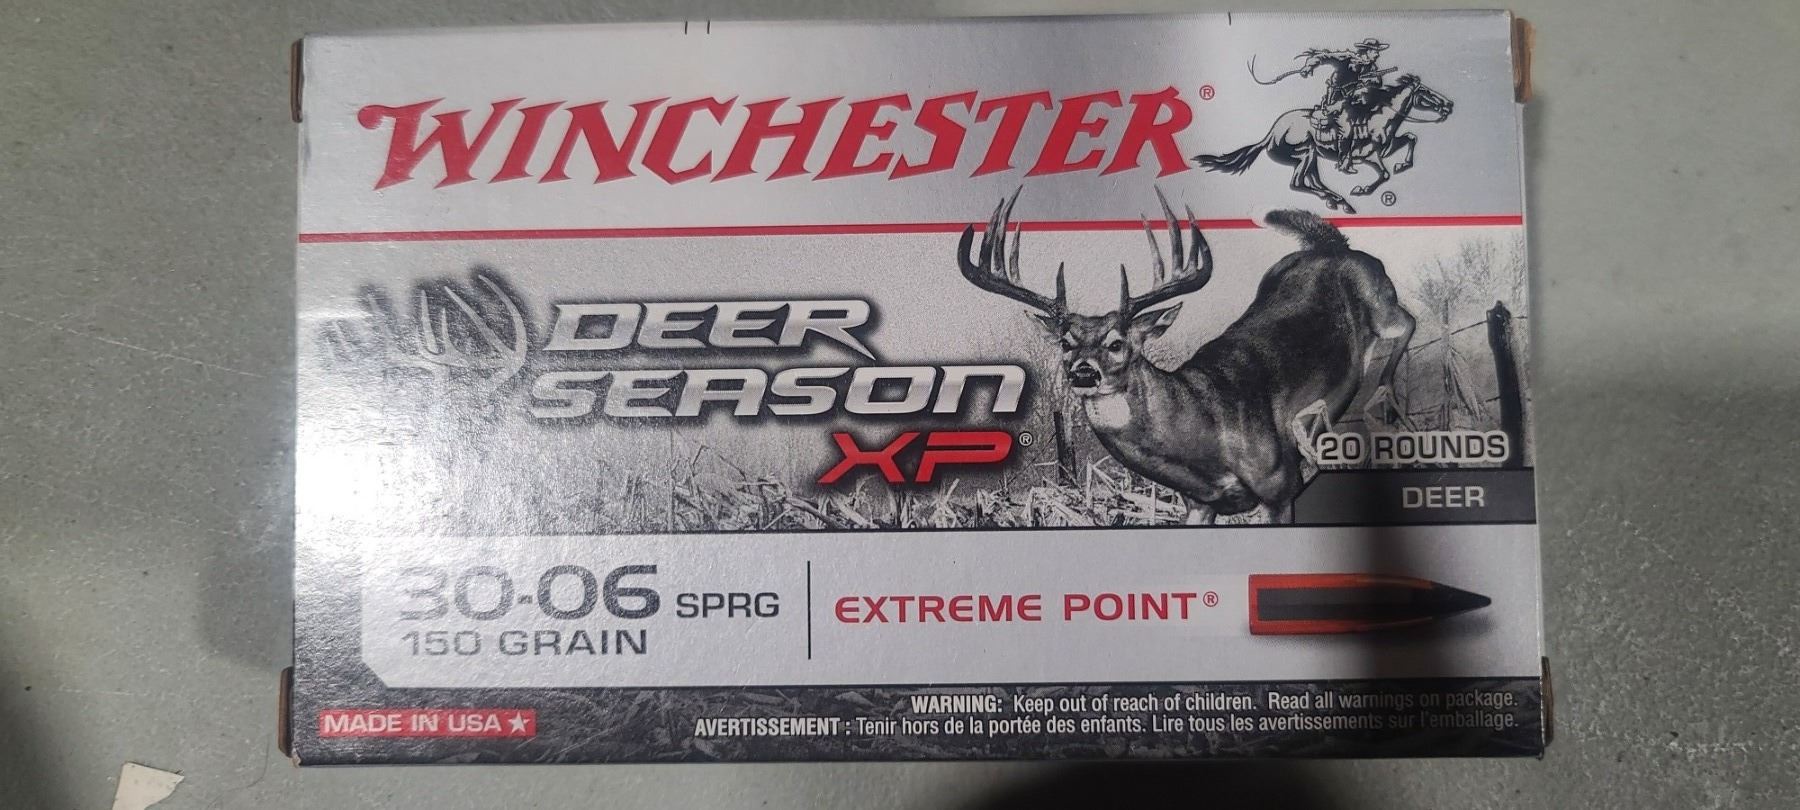 WINCHESTER®
®
DEER
SEASON
XP®
20 ROUNDS
DEER
30-06 SPRG
150 GRAIN
EXTREME POINT®
MADE IN USA ★
WARNING: Keep out of reach of children. Read all warnings on package.
AVERTISSEMENT : Tenir hors de la portée des enfants. Lire tous les avertissements sur l'emballage.